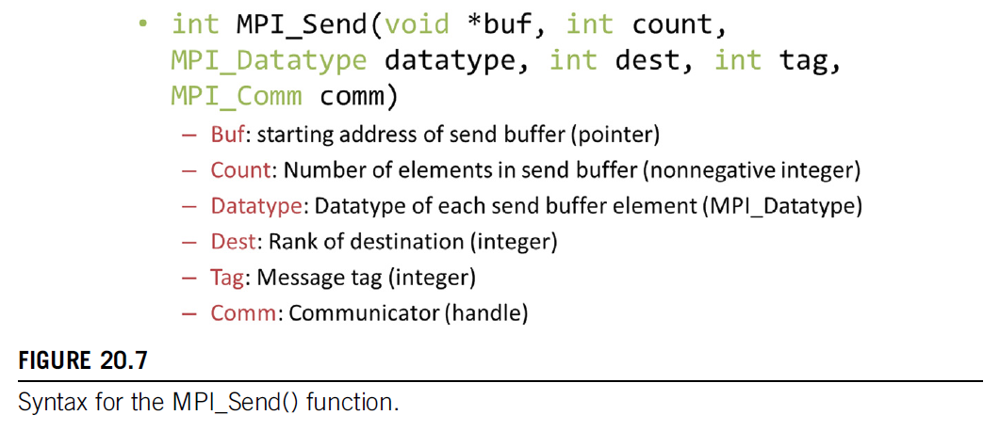 • int MPI_Send(void *buf, int count,
MPI_Datatype datatype, int dest, int tag,
MPI_Comm comm)
– Buf: starting address of send buffer (pointer)
– Count: Number of elements in send buffer (nonnegative integer)
– Datatype: Datatype of each send buffer element (MPI_Datatype)
– Dest: Rank of destination (integer)
– Tag: Message tag (integer)
– Comm: Communicator (handle)
FIGURE 20.7
Syntax for the MPI_Send() function.